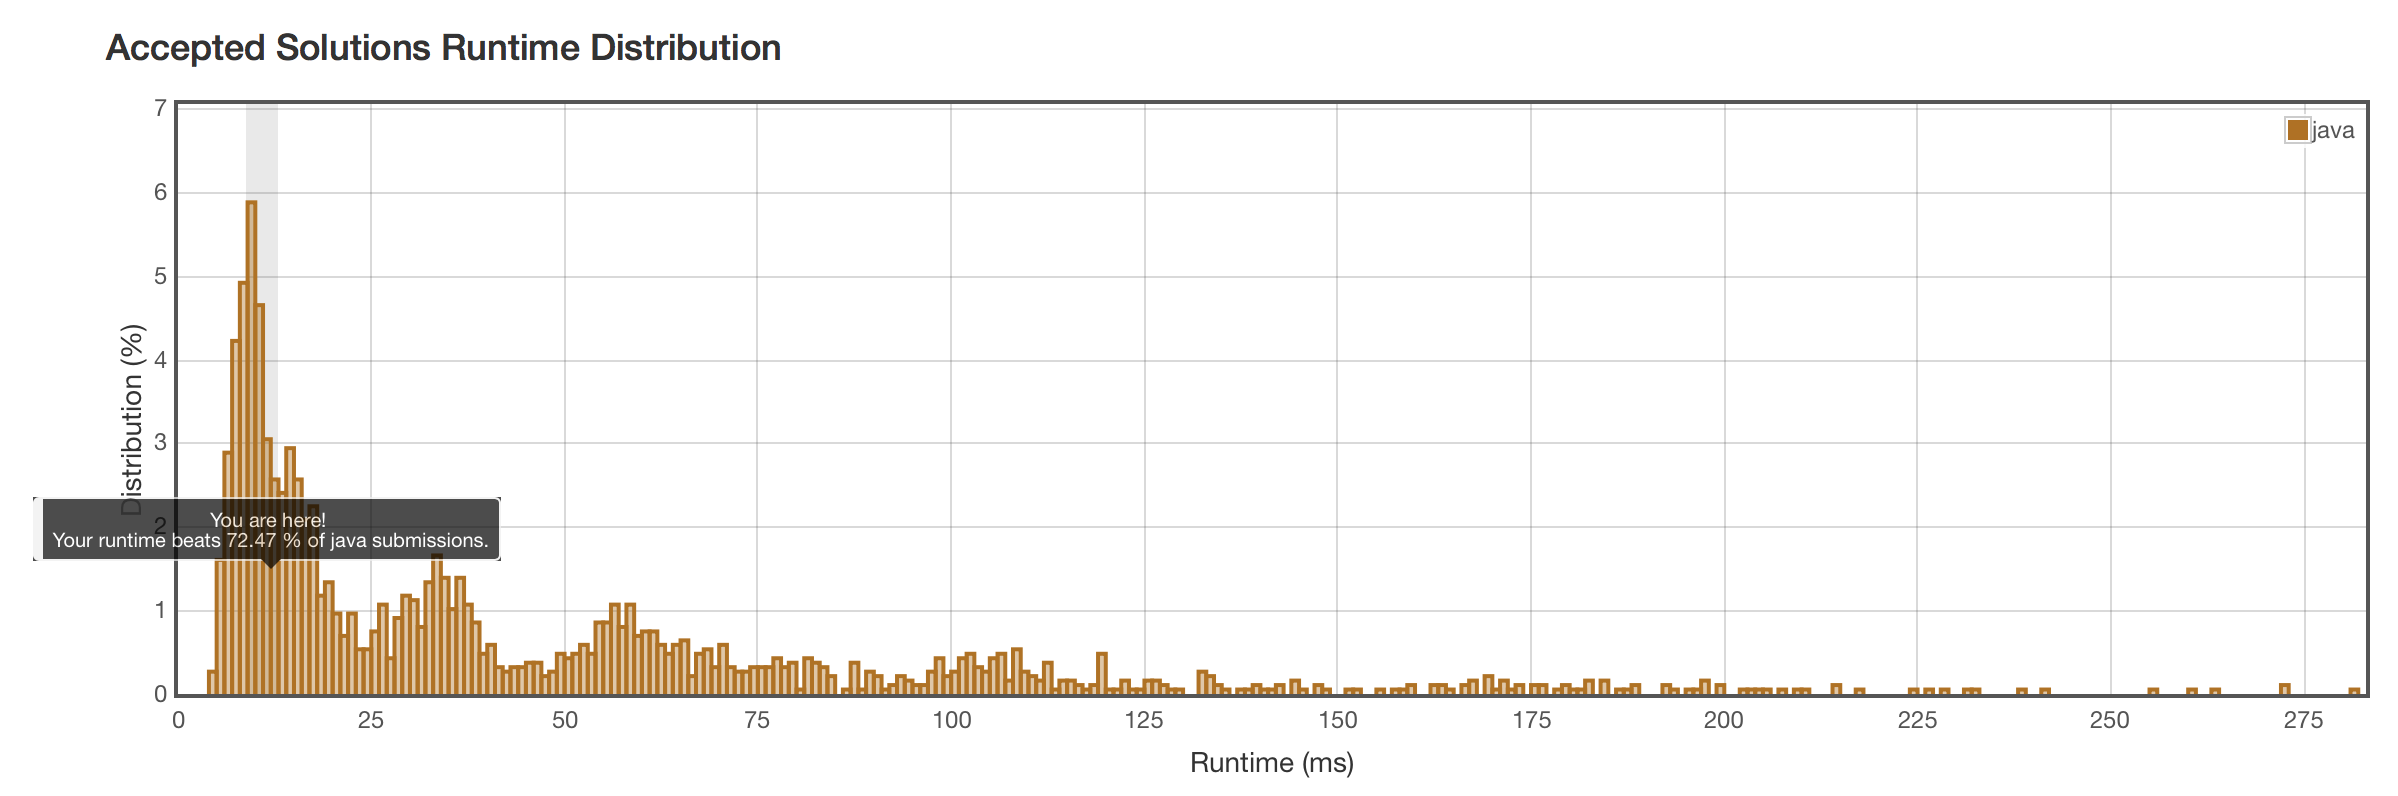 Accepted Solutions Runtime Distribution
java
Distribution (%)
7
6
5
4
3
2
1
0
You are here!
Your runtime beats 72.47 % of java submissions.
0 25 50 75 100 125 150 175 200 225 250 275
Runtime (ms)